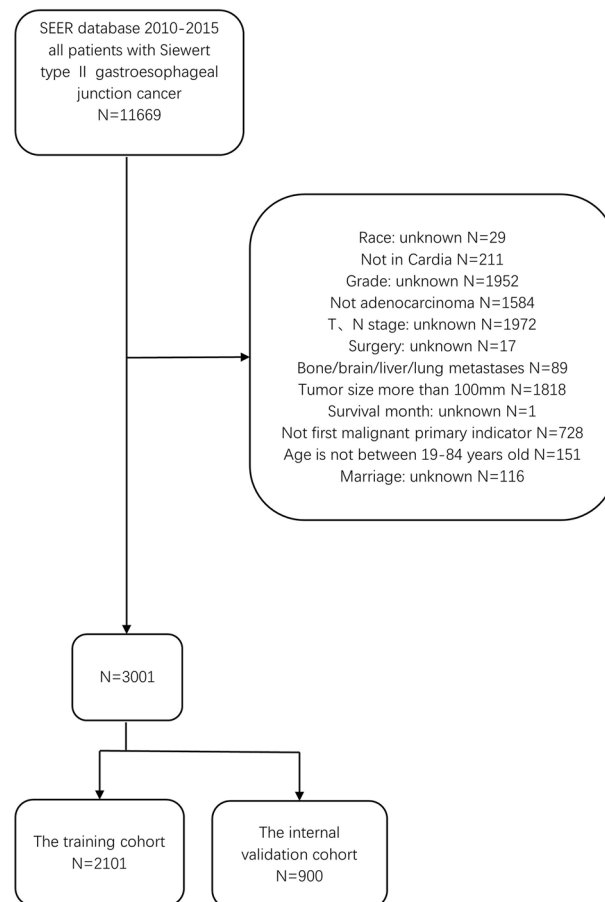 SEER database 2010-2015
all patients with Siewert
type Ⅱ gastroesophageal
junction cancer
N=11669
Race: unknown N=29
Not in Cardia N=211
Grade: unknown N=1952
Not adenocarcinoma N=1584
T、N stage: unknown N=1972
Surgery: unknown N=17
Bone/brain/liver/lung metastases N=89
Tumor size more than 100mm N=1818
Survival month: unknown N=1
Not first malignant primary indicator N=728
Age is not between 19-84 years old N=151
Marriage: unknown N=116
N=3001
The training cohort
N=2101
The internal
validation cohort
N=900